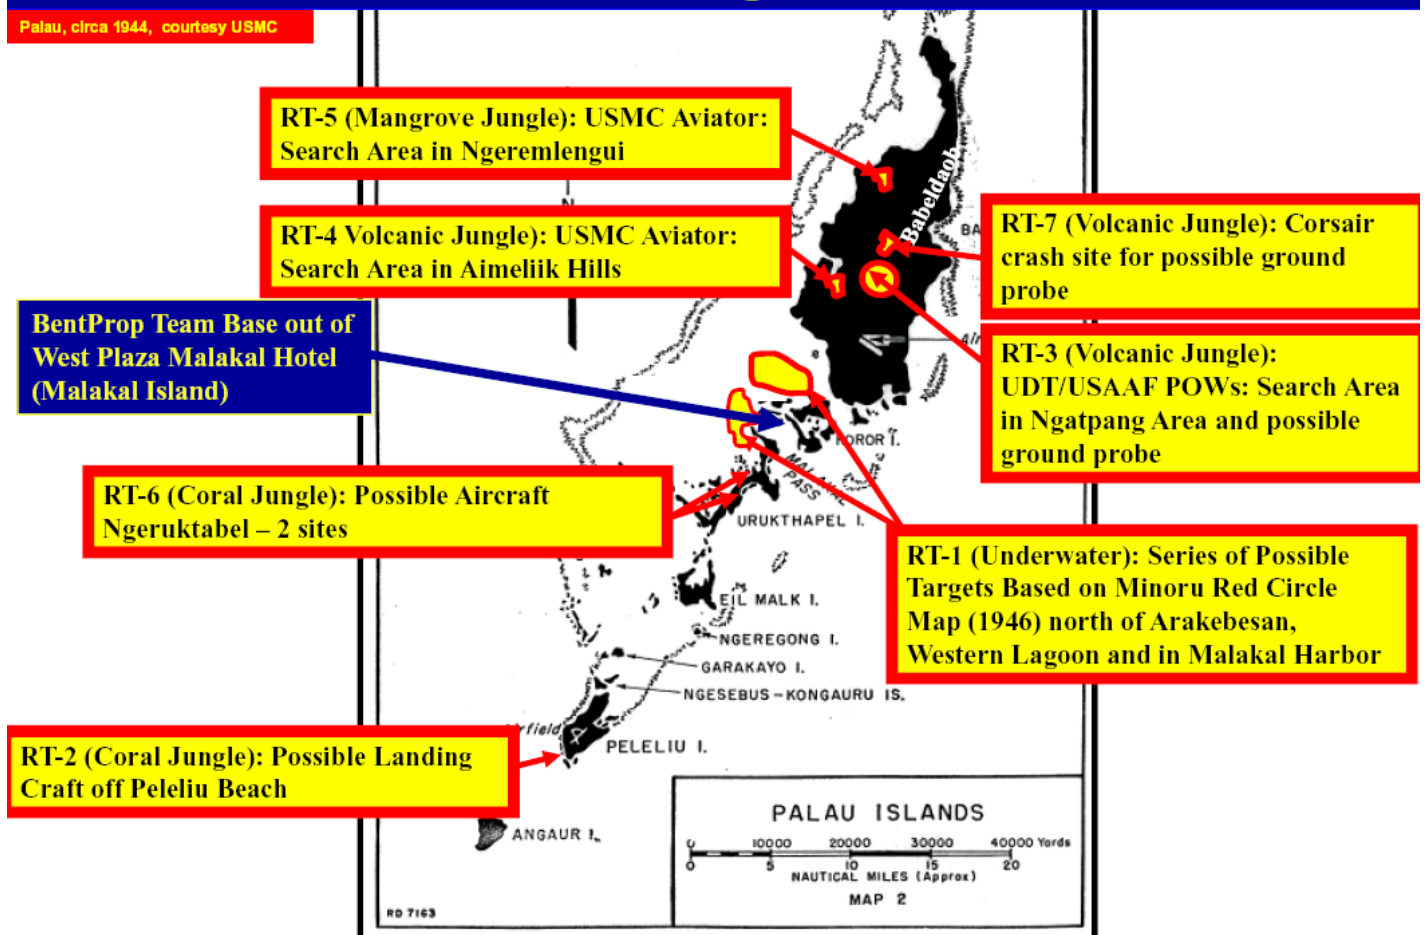 Palau, circa 1944, courtesy USMC
RT-5 (Mangrove Jungle): USMC Aviator:
Search Area in Ngeremlengui
N
RT-4 Volcanic Jungle): USMC Aviator:
Search Area in Aimeliik Hills
Babeldaob
BA
RT-7 (Volcanic Jungle): Corsair
crash site for possible ground
probe
BentProp Team Base out of
West Plaza Malakal Hotel
(Malakal Island)
Air
RT-3 (Volcanic Jungle):
UDT/USAAF POWs: Search Area
in Ngatpang Area and possible
ground probe
KOROR I.
MALAKAL
PASS
RT-6 (Coral Jungle): Possible Aircraft
Ngeruktabel – 2 sites
URUKTHAPEL I.
RT-1 (Underwater): Series of Possible
Targets Based on Minoru Red Circle
Map (1946) north of Arakebesan,
Western Lagoon and in Malakal Harbor
EIL MALK I.
NGEREGONG I.
GARAKAYO I.
NGESEBUS-KONGAURU IS.
rfield
PELELIU I.
RT-2 (Coral Jungle): Possible Landing
Craft off Peleliu Beach
ANGAUR I.
PALAU ISLANDS
0 10000 20000 30000 40000 Yards
0 5 10 15 20
NAUTICAL MILES (Approx)
MAP 2
RD 7163